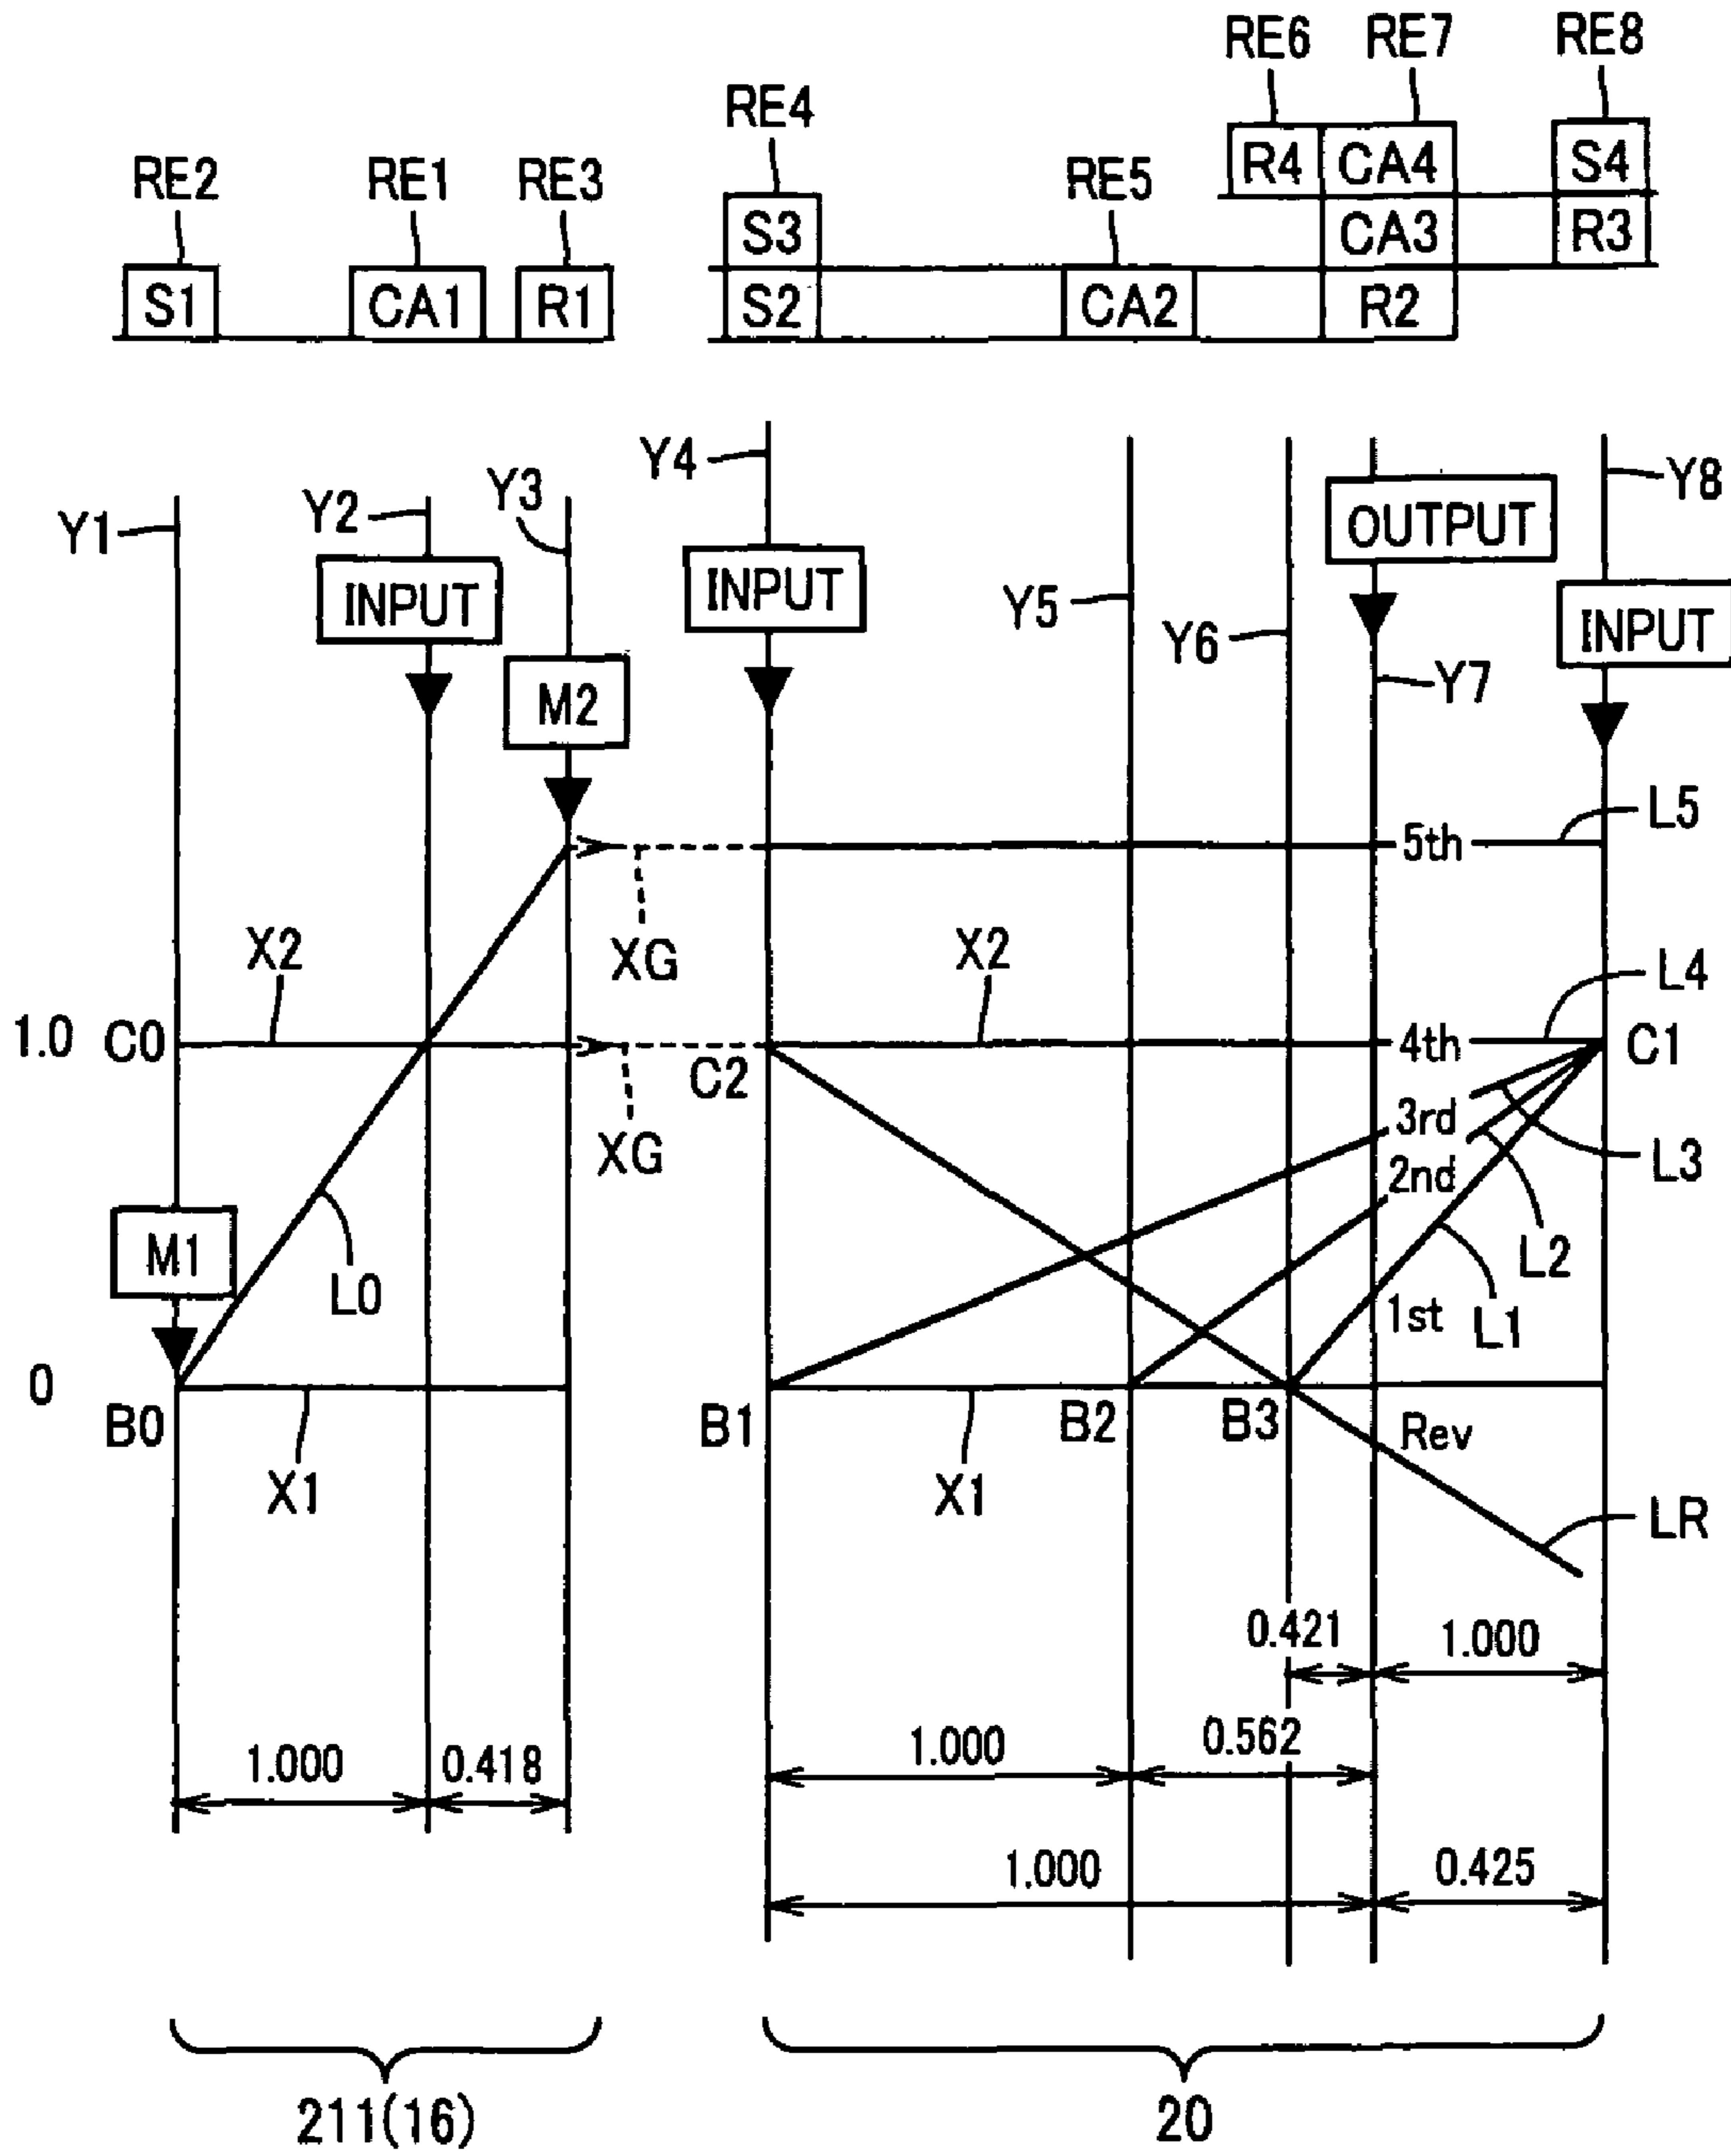 RE6 RE7 RE8
RE4
R4 CA4 S4
RE2 RE1 RE3 RE5
S3 CA3 R3
S1 CA1 R1 S2 CA2 R2
Y4 Y8
Y1 Y2 Y3 OUTPUT
INPUT INPUT Y5 INPUT
Y6 Y7
M2
L5
5th
X2 XG X2 L4
1.0 C0 C2 4th C1
3rd
XG 2nd L3
M1 L0 L2
1st L1
0
B0 B1 B2 B3 Rev
X1 X1
LR
0.421 1.000
1.000 0.418 1.000 0.562
1.000 0.425
211(16) 20